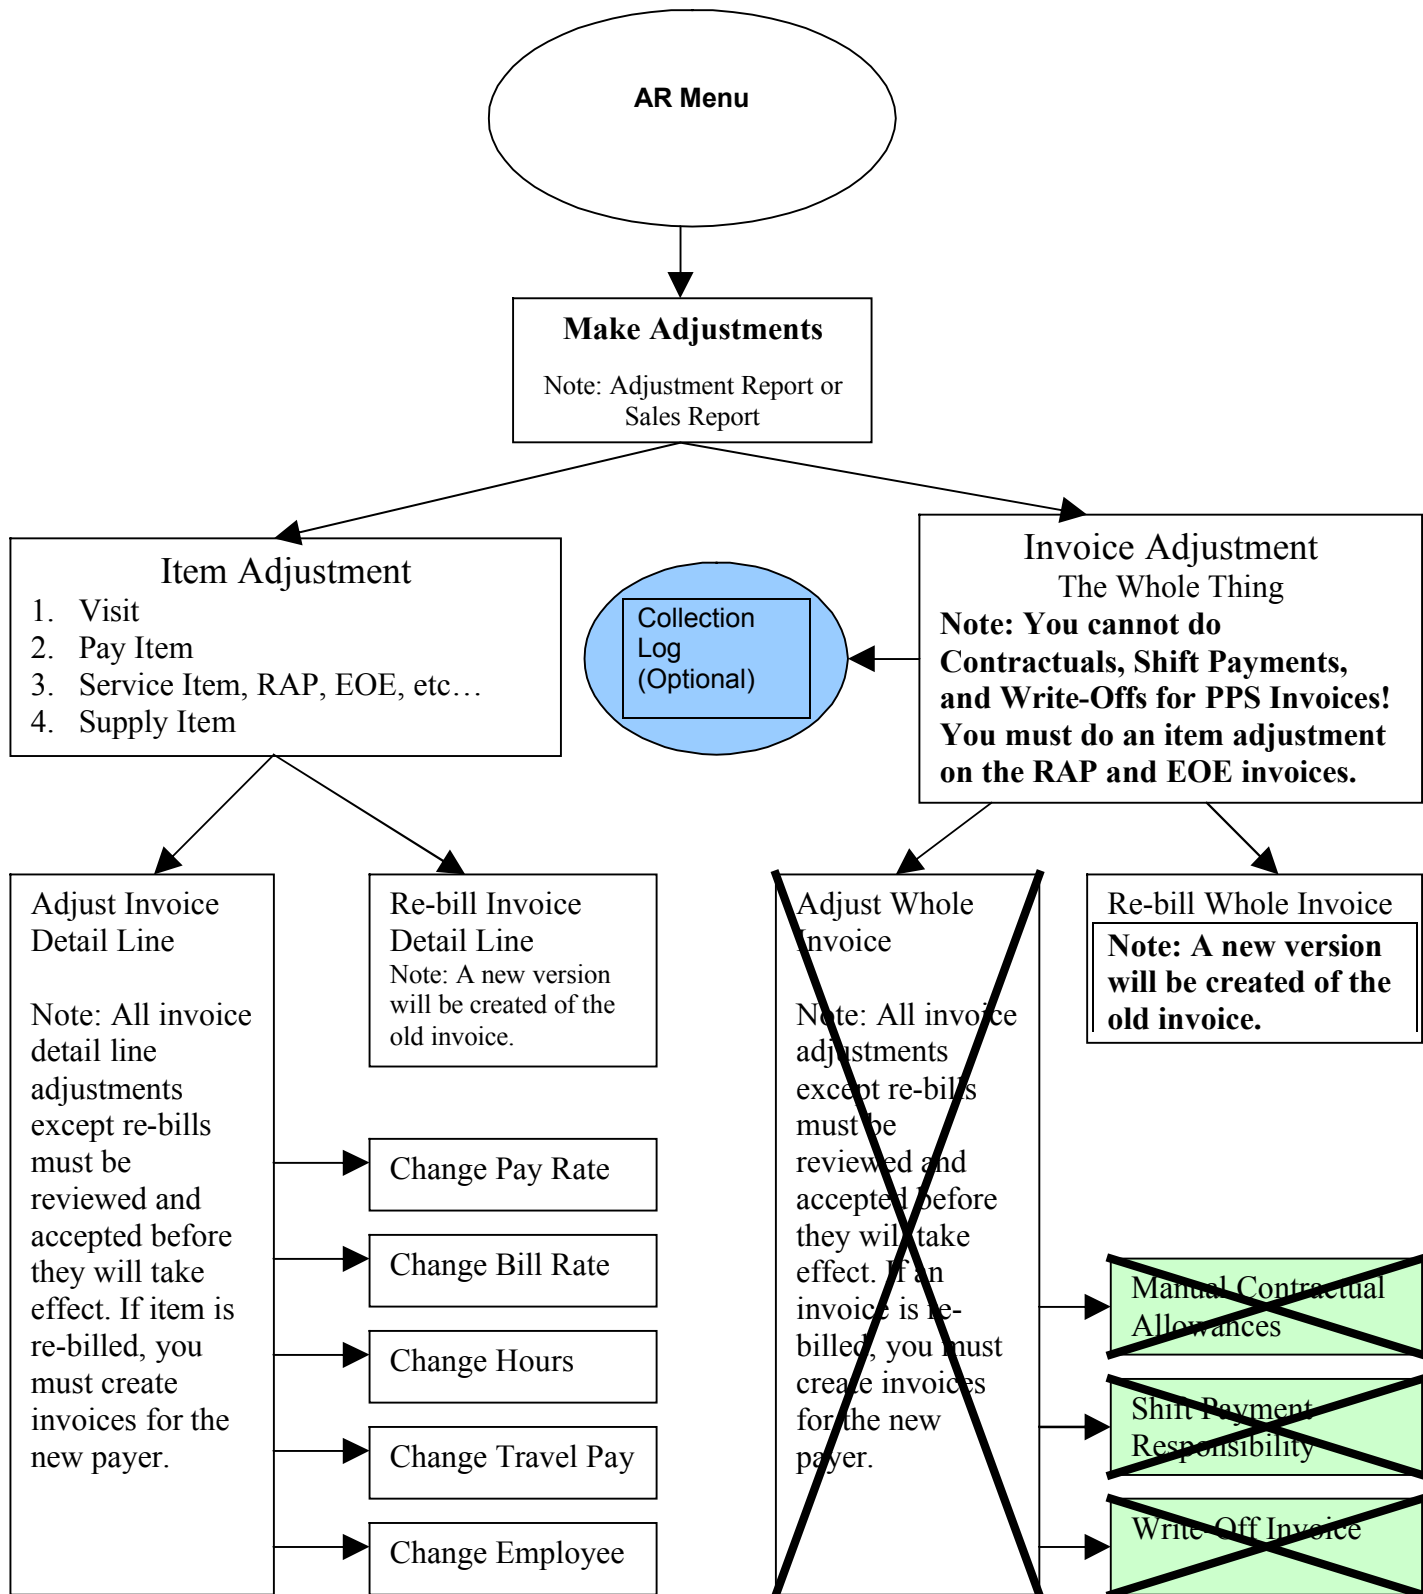 AR Menu
Make Adjustments
Note: Adjustment Report or
Sales Report
Item Adjustment
1. Visit
2. Pay Item
3. Service Item, RAP, EOE, etc…
4. Supply Item
Collection
Log
(Optional)
Invoice Adjustment
The Whole Thing
Note: You cannot do
Contractuals, Shift Payments,
and Write-Offs for PPS Invoices!
You must do an item adjustment
on the RAP and EOE invoices.
Adjust Invoice
Detail Line
Note: All invoice
detail line
adjustments
except re-bills
must be
reviewed and
accepted before
they will take
effect. If item is
re-billed, you
must create
invoices for the
new payer.
Re-bill Invoice
Detail Line
Note: A new version
will be created of the
old invoice.
Change Pay Rate
Change Bill Rate
Change Hours
Change Travel Pay
Change Employee
Adjust Whole
Invoice
Note: All invoice
adjustments
except re-bills
must be
reviewed and
accepted before
they will take
effect. If an
invoice is re-
billed, you must
create invoices
for the new
payer.
Re-bill Whole Invoice
Note: A new version
will be created of the
old invoice.
Manual Contractual
Allowances
Shift Payment
Responsibility
Write-Off Invoice